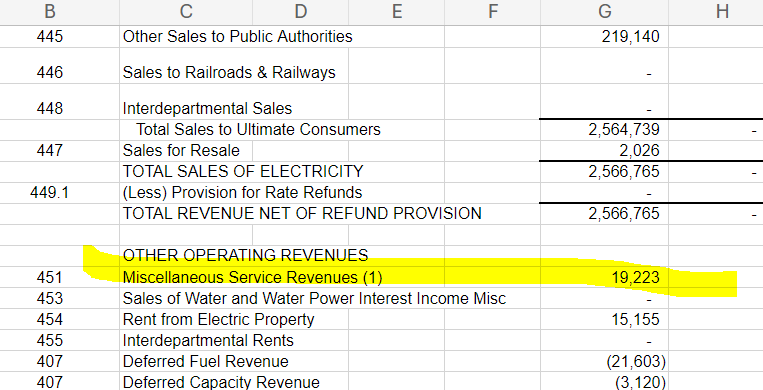 B C D E F G H
445 Other Sales to Public Authorities 219,140
446 Sales to Railroads & Railways -
448 Interdepartmental Sales -
Total Sales to Ultimate Consumers 2,564,739 -
447 Sales for Resale 2,026
TOTAL SALES OF ELECTRICITY 2,566,765 -
449.1 (Less) Provision for Rate Refunds -
TOTAL REVENUE NET OF REFUND PROVISION 2,566,765 -
OTHER OPERATING REVENUES
451 Miscellaneous Service Revenues (1) 19,223
453 Sales of Water and Water Power Interest Income Misc -
454 Rent from Electric Property 15,155
455 Interdepartmental Rents -
407 Deferred Fuel Revenue (21,603)
407 Deferred Capacity Revenue (3,120)